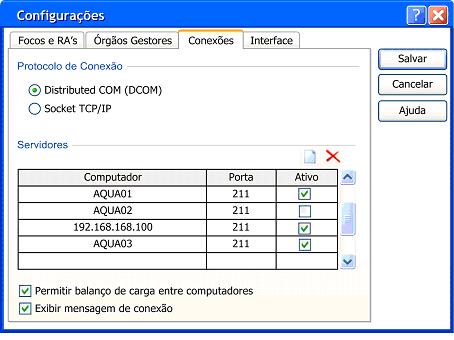 Configurações
Focos e RA's Órgãos Gestores Conexões Interface
Salvar
Cancelar
Ajuda
Protocolo de Conexão
Distributed COM (DCOM)
Socket TCP/IP
Servidores
Computador Porta Ativo
AQUA01 211
AQUA02 211
192.168.168.100 211
AQUA03 211
Permitir balanço de carga entre computadores
Exibir mensagem de conexão